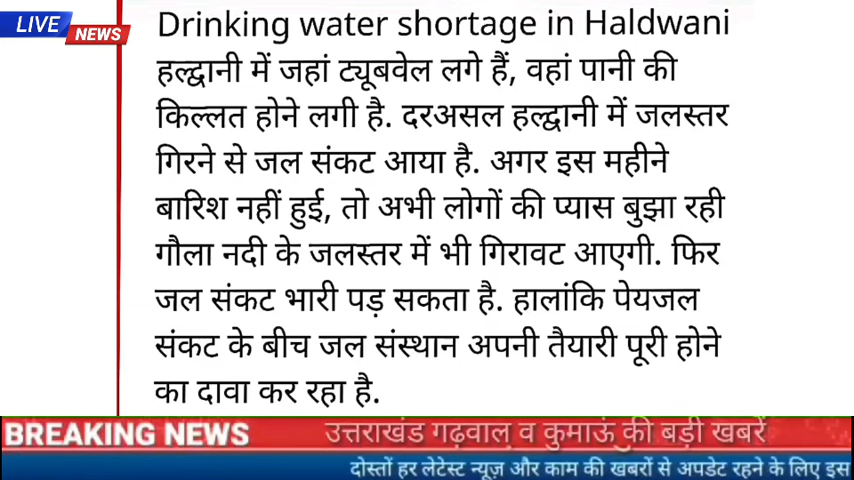 LIVE
NEWS
Drinking water shortage in Haldwani
हल्द्वानी में जहां ट्यूबवेल लगे हैं, वहां पानी की
किल्लत होने लगी है. दरअसल हल्द्वानी में जलस्तर
गिरने से जल संकट आया है. अगर इस महीने
बारिश नहीं हुई, तो अभी लोगों की प्यास बुझा रही
गौला नदी के जलस्तर में भी गिरावट आएगी. फिर
जल संकट भारी पड़ सकता है. हालांकि पेयजल
संकट के बीच जल संस्थान अपनी तैयारी पूरी होने
का दावा कर रहा है.
BREAKING NEWS
उत्तराखंड गढ़वाल व कुमाऊं की बड़ी खबरें
दोस्तों हर लेटेस्ट न्यूज़ और काम की खबरों से अपडेट रहने के लिए इस